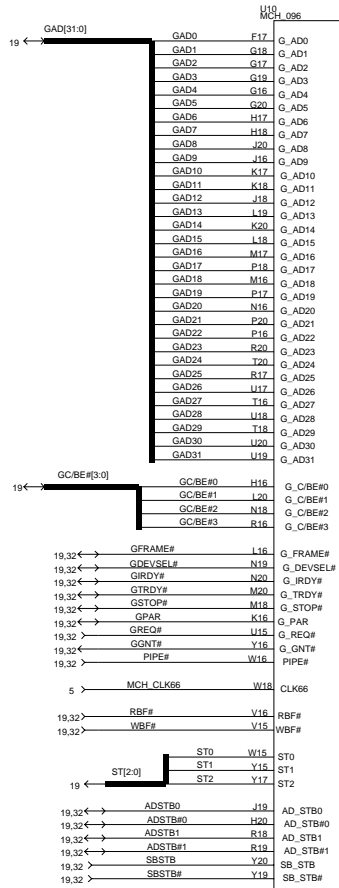 U10
MCH_096
GAD[31:0]
19
GAD0 F17 G_AD0
GAD1 G18 G_AD1
GAD2 G17 G_AD2
GAD3 G19 G_AD3
GAD4 G16 G_AD4
GAD5 G20 G_AD5
GAD6 H17 G_AD6
GAD7 H18 G_AD7
GAD8 J20 G_AD8
GAD9 J16 G_AD9
GAD10 K17 G_AD10
GAD11 K18 G_AD11
GAD12 J18 G_AD12
GAD13 L19 G_AD13
GAD14 K20 G_AD14
GAD15 L18 G_AD15
GAD16 M17 G_AD16
GAD17 P18 G_AD17
GAD18 M16 G_AD18
GAD19 P17 G_AD19
GAD20 N16 G_AD20
GAD21 P20 G_AD21
GAD22 P16 G_AD22
GAD23 R20 G_AD23
GAD24 T20 G_AD24
GAD25 R17 G_AD25
GAD26 U17 G_AD26
GAD27 T16 G_AD27
GAD28 U18 G_AD28
GAD29 T18 G_AD29
GAD30 U20 G_AD30
GAD31 U19 G_AD31
GC/BE#[3:0]
19
GC/BE#0 H16 G_C/BE#0
GC/BE#1 L20 G_C/BE#1
GC/BE#2 N18 G_C/BE#2
GC/BE#3 R16 G_C/BE#3
19,32 GFRAME# L16 G_FRAME#
19,32 GDEVSEL# N19 G_DEVSEL#
19,32 GIRDY# N20 G_IRDY#
19,32 GTRDY# M20 G_TRDY#
19,32 GSTOP# M18 G_STOP#
19,32 GPAR K16 G_PAR
19,32 GREQ# U15 G_REQ#
19,32 GGNT# Y16 G_GNT#
19,32 PIPE# W16 PIPE#
5 MCH_CLK66 W18 CLK66
19,32 RBF# V16 RBF#
19,32 WBF# V15 WBF#
ST0 W15 ST0
ST1 Y15 ST1
19 ST[2:0] ST2 Y17 ST2
19,32 ADSTB0 J19 AD_STB0
19,32 ADSTB#0 H20 AD_STB#0
19,32 ADSTB1 R18 AD_STB1
19,32 ADSTB#1 R19 AD_STB#1
19,32 SBSTB Y20 SB_STB
19,32 SBSTB# Y19 SB_STB#